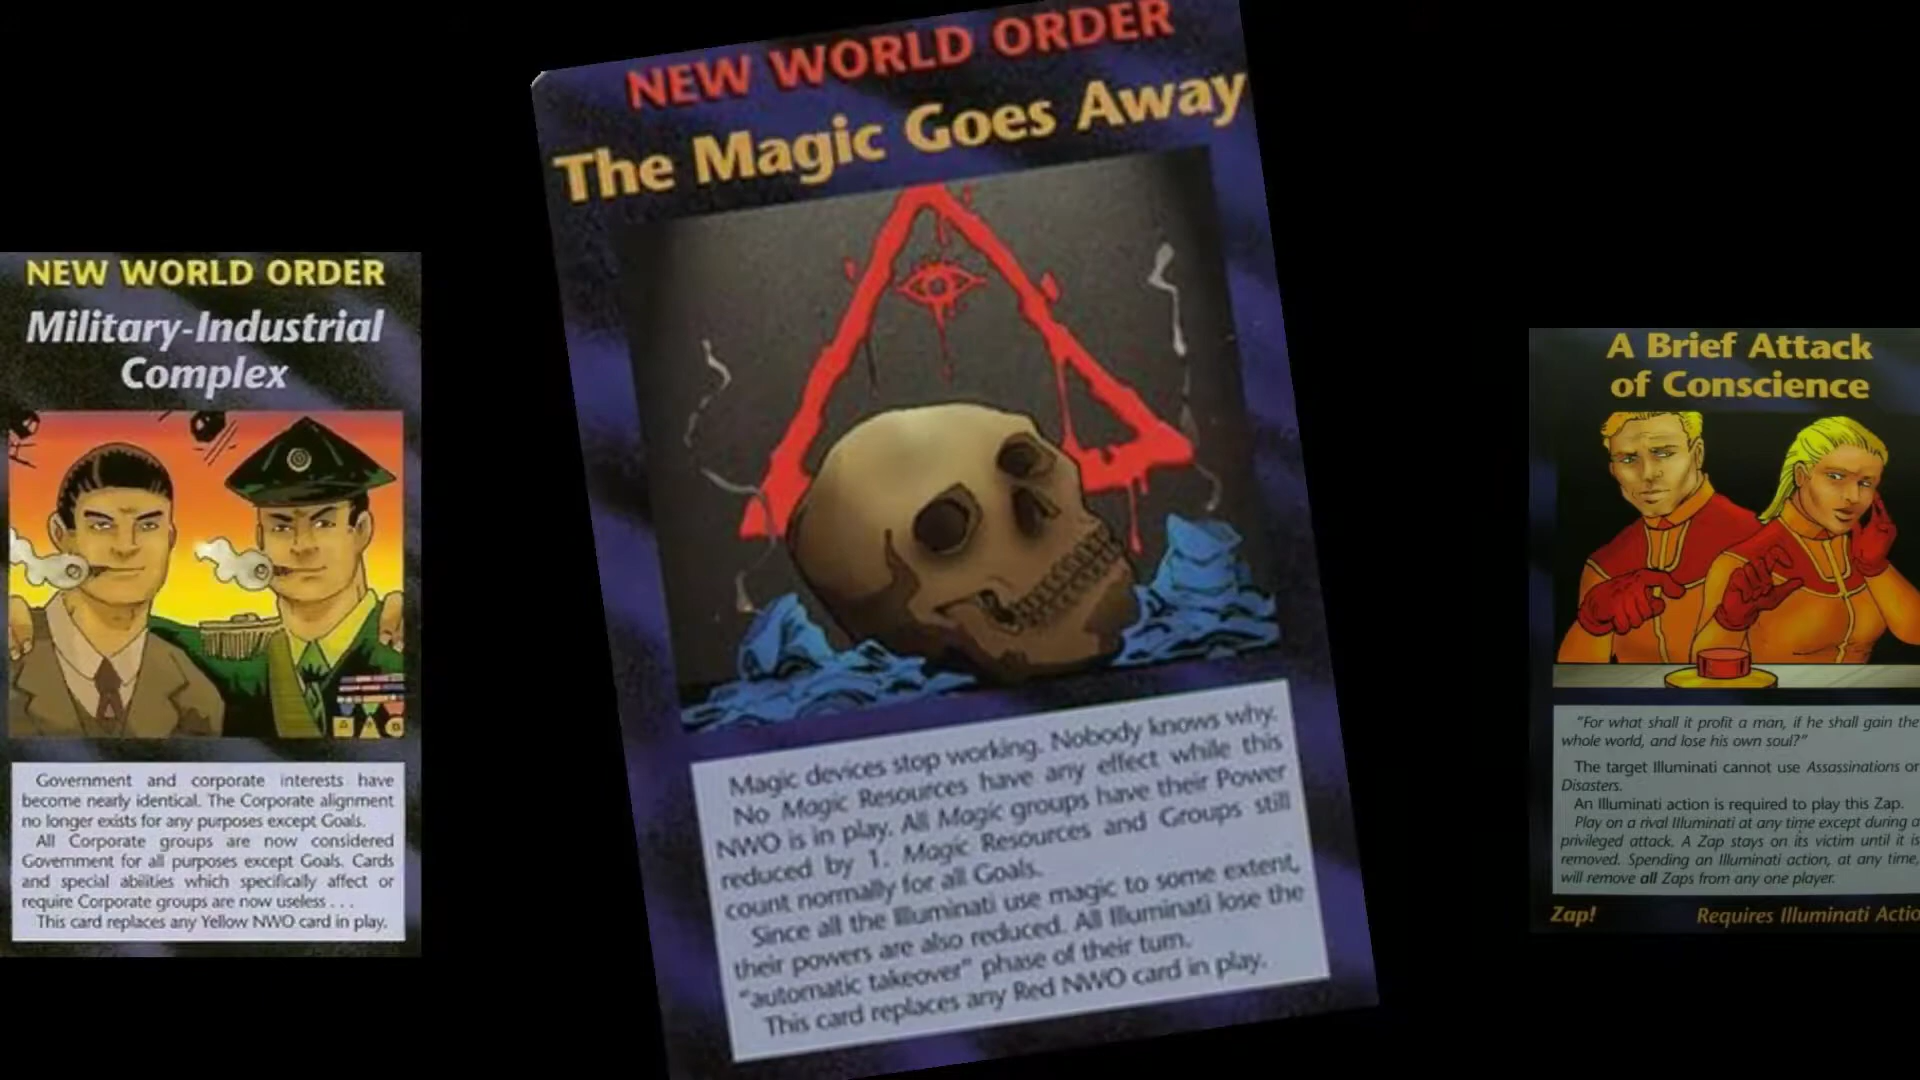 NEW WORLD ORDER
Military-Industrial
Complex
Government and corporate interests have
become nearly identical. The Corporate alignment
no longer exists for any purposes except Goals.
All Corporate groups are now considered
Government for all purposes except Goals. Cards
and special abilities which specifically affect or
require Corporate groups are now useless . . .
This card replaces any Yellow NWO card in play.
NEW WORLD ORDER
The Magic Goes Away
Magic devices stop working. Nobody knows why.
No Magic Resources have any effect while this
NWO is in play. All Magic groups have their Power
reduced by 1. Magic Resources and Groups still
count normally for all Goals.
Since all the Illuminati use magic to some extent,
their powers are also reduced. All Illuminati lose the
"automatic takeover" phase of their turn.
This card replaces any Red NWO card in play.
A Brief Attack
of Conscience
"For what shall it profit a man, if he shall gain the
whole world, and lose his own soul?"
The target Illuminati cannot use Assassinations or
Disasters.
An Illuminati action is required to play this Zap.
Play on a rival Illuminati at any time except during a
privileged attack. A Zap stays on its victim until it is
removed. Spending an Illuminati action, at any time,
will remove all Zaps from any one player.
Zap!
Requires Illuminati Actio